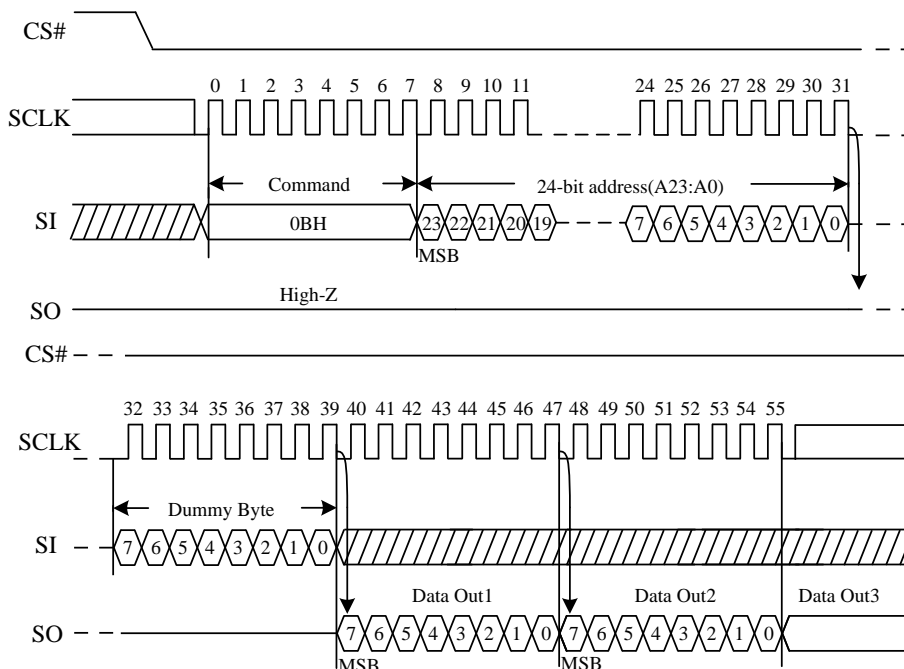 CS#
0 1 2 3 4 5 6 7 8 9 10 11 24 25 26 27 28 29 30 31
SCLK
Command 24-bit address(A23:A0)
SI 0BH 23 22 21 20 19 7 6 5 4 3 2 1 0
MSB
High-Z
SO
CS#
32 33 34 35 36 37 38 39 40 41 42 43 44 45 46 47 48 49 50 51 52 53 54 55
SCLK
Dummy Byte
SI 7 6 5 4 3 2 1 0
Data Out1 Data Out2 Data Out3
SO 7 6 5 4 3 2 1 0 7 6 5 4 3 2 1 0
MSB MSB